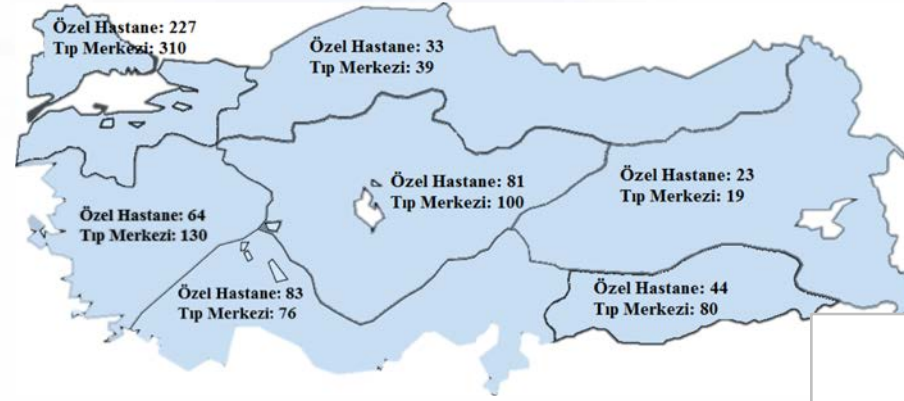 Özel Hastane: 227
Tıp Merkezi: 310
Özel Hastane: 33
Tıp Merkezi: 39
Özel Hastane: 23
Tıp Merkezi: 19
Özel Hastane: 81
Tıp Merkezi: 100
Özel Hastane: 64
Tıp Merkezi: 130
Özel Hastane: 83
Tıp Merkezi: 76
Özel Hastane: 44
Tıp Merkezi: 80